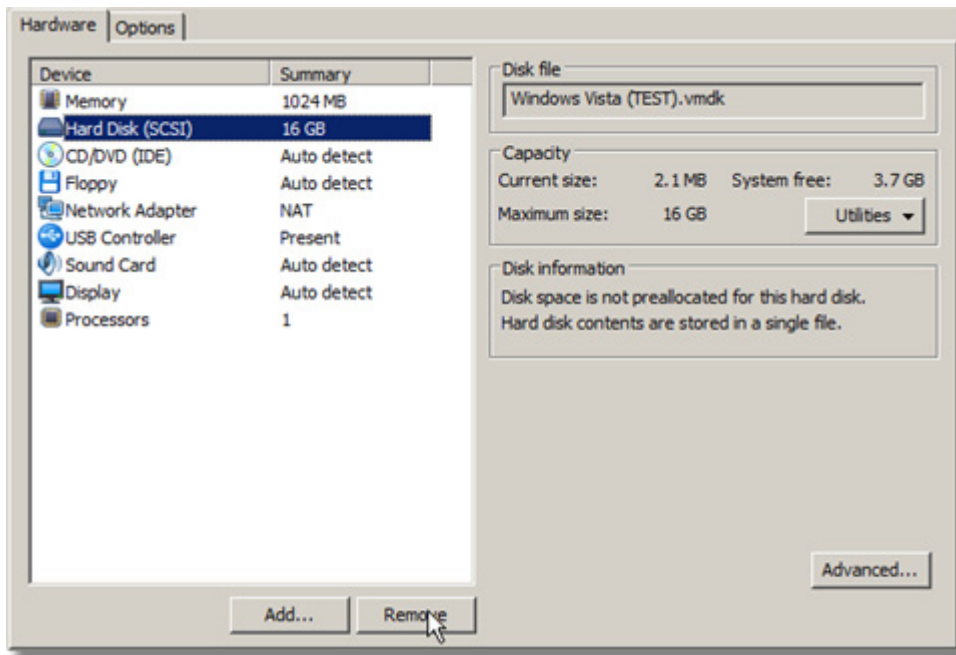 Hardware Options
Device Summary
Memory 1024 MB
Hard Disk (SCSI) 16 GB
CD/DVD (IDE) Auto detect
Floppy Auto detect
Network Adapter NAT
USB Controller Present
Sound Card Auto detect
Display Auto detect
Processors 1
Add... Remove
Disk file
Windows Vista (TEST).vmdk
Capacity
Current size: 2.1 MB System free: 3.7 GB
Maximum size: 16 GB Utilities
Disk information
Disk space is not preallocated for this hard disk.
Hard disk contents are stored in a single file.
Advanced...